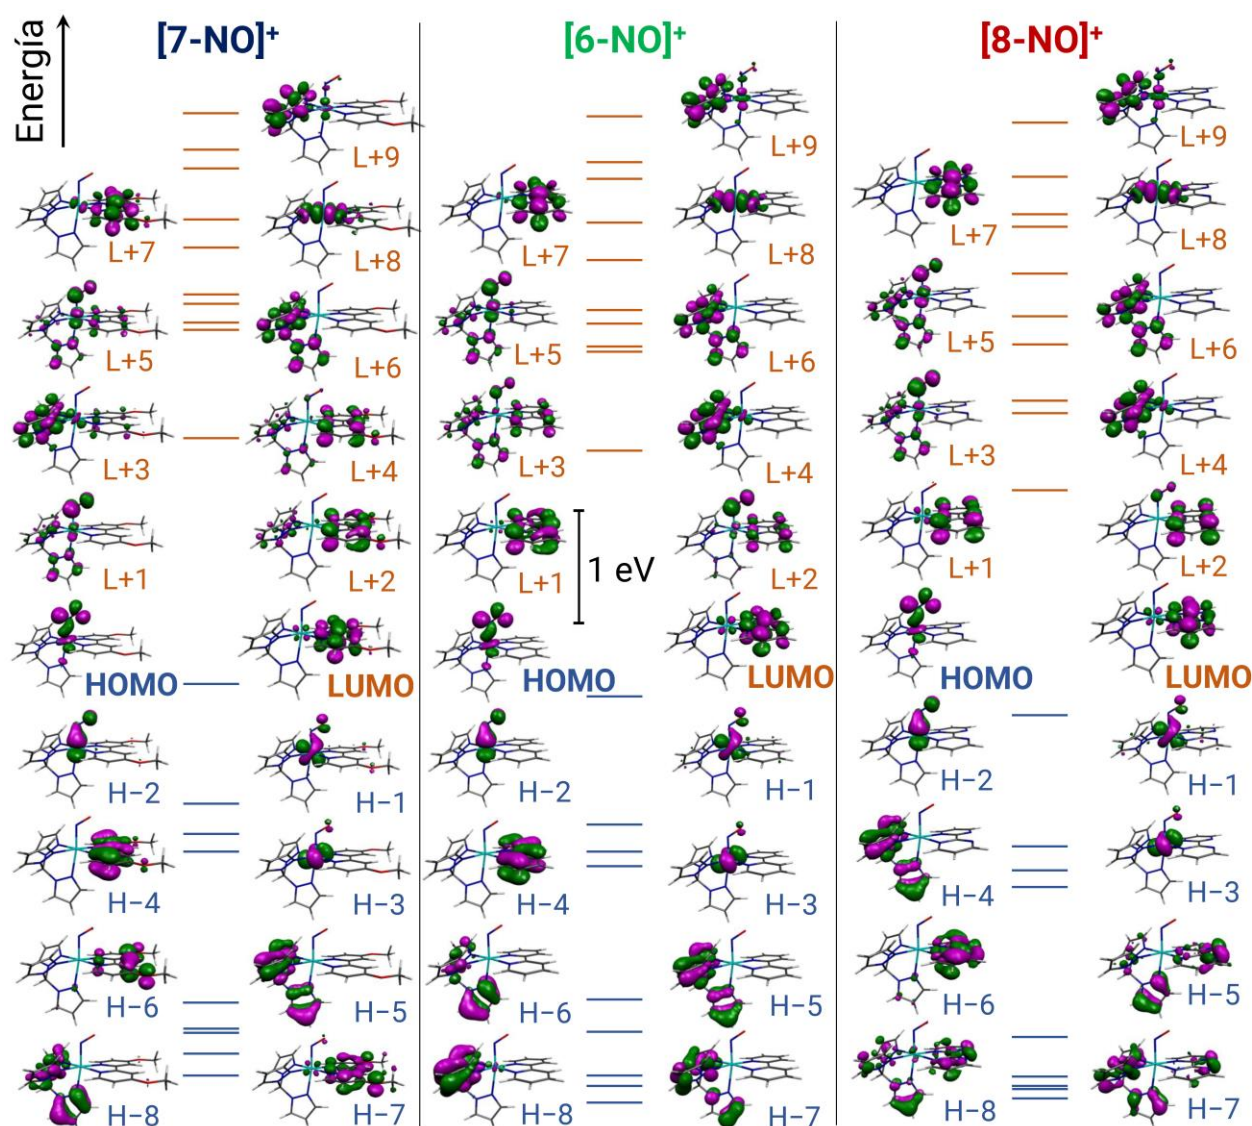 Energía
[7-NO]⁺
[6-NO]⁺
[8-NO]⁺
L+9
L+7
L+8
L+5
L+6
L+3
L+4
L+1
L+2
HOMO
LUMO
H−2
H−1
H−4
H−3
H−6
H−5
H−8
H−7
L+9
L+7
L+8
L+5
L+6
L+3
L+4
L+1
1 eV
L+2
HOMO
LUMO
H−2
H−1
H−4
H−3
H−6
H−5
H−8
H−7
L+9
L+7
L+8
L+5
L+6
L+3
L+4
L+1
L+2
HOMO
LUMO
H−2
H−1
H−4
H−3
H−6
H−5
H−8
H−7